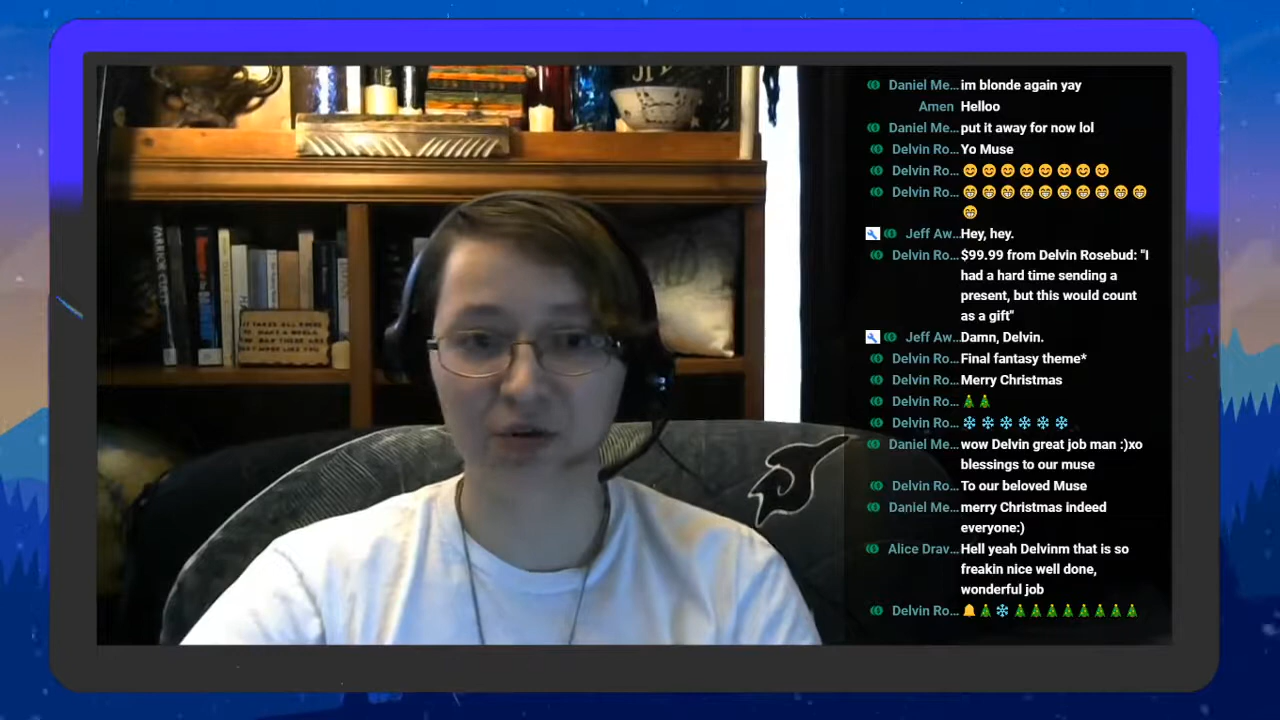 Daniel Me... im blonde again yay
Amen Helloo
Daniel Me... put it away for now lol
Delvin Ro... Yo Muse
Delvin Ro... 😊😊😊😊😊😊😊😊
Delvin Ro... 😁😁😁😁😁😁😁😁😁😁
😁
Jeff Aw... Hey, hey.
Delvin Ro... $99.99 from Delvin Rosebud: "I
had a hard time sending a
present, but this would count
as a gift"
Jeff Aw... Damn, Delvin.
Delvin Ro... Final fantasy theme*
Delvin Ro... Merry Christmas
Delvin Ro... 🎄🎄
Delvin Ro... ❄❄❄❄❄❄
Daniel Me... wow Delvin great job man :)xo
blessings to our muse
Delvin Ro... To our beloved Muse
Daniel Me... merry Christmas indeed
everyone:)
Alice Drav... Hell yeah Delvinm that is so
freakin nice well done,
wonderful job
Delvin Ro... 🔔🎄❄🎄🎄🎄🎄🎄🎄🎄🎄
IT TAKES ALL KINDS
TO MAKE A WORLD